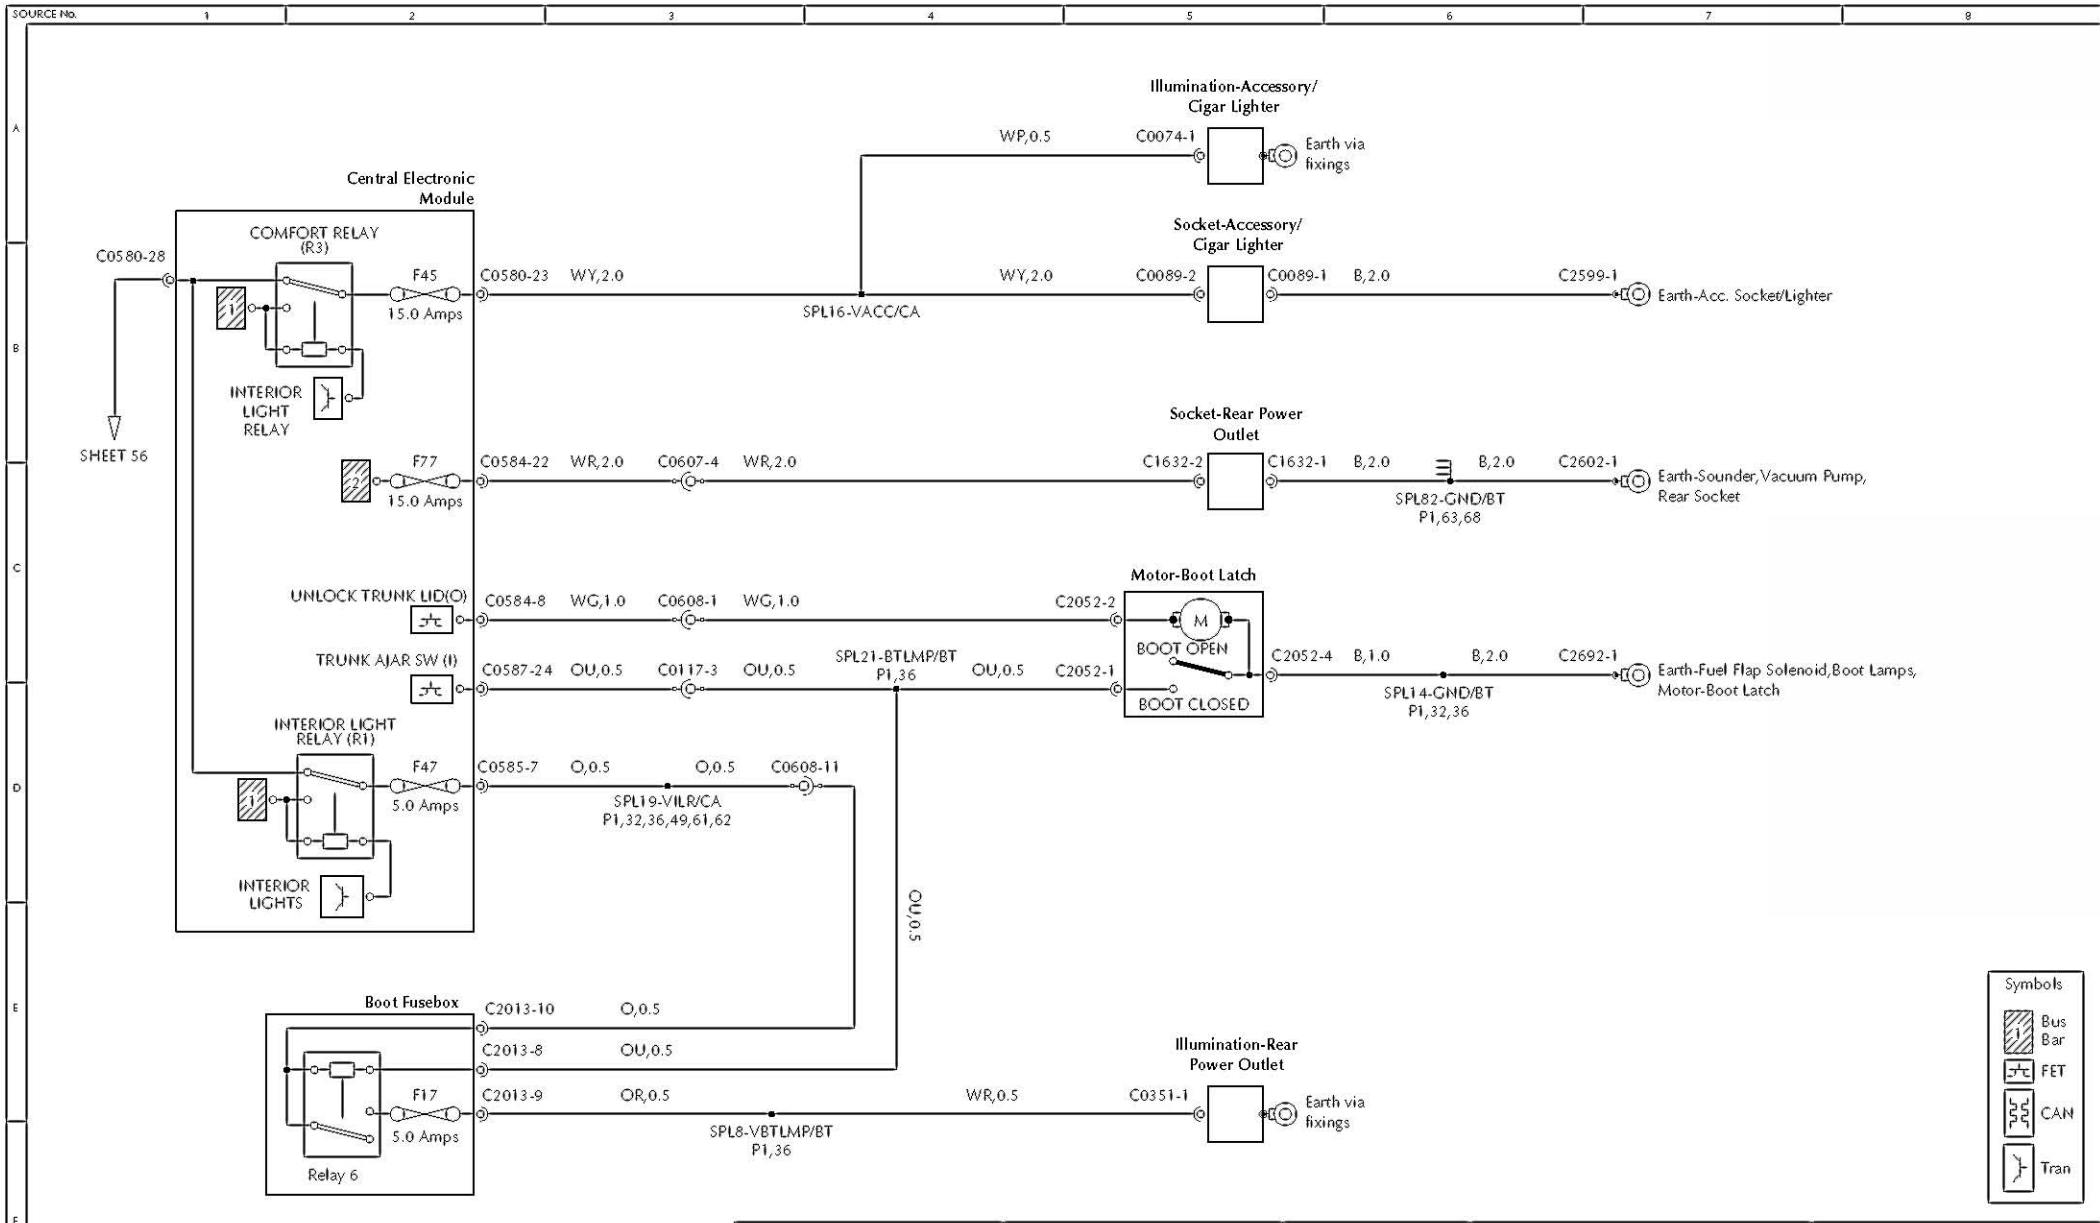 SOURCE No.
1 2 3 4 5 6 7 8
Illumination-Accessory/
Cigar Lighter
A
WP,0.5 C0074-1
Earth via
fixings
Central Electronic
Module
Socket-Accessory/
Cigar Lighter
COMFORT RELAY
(R3)
C0580-28
F45 C0580-23 WY,2.0 WY,2.0 C0089-2 C0089-1 B,2.0 C2599-1
1
15.0 Amps
SPL16-VACC/CA
Earth-Acc. Socket/Lighter
B
INTERIOR
LIGHT
RELAY
SHEET 56
Socket-Rear Power
Outlet
F77 C0584-22 WR,2.0 C0607-4 WR,2.0 C1632-2 C1632-1 B,2.0 B,2.0 C2602-1
2
15.0 Amps
Earth-Sounder,Vacuum Pump,
Rear Socket
SPL82-GND/BT
P1,63,68
C
Motor-Boot Latch
UNLOCK TRUNK LID(O) C0584-8 WG,1.0 C0608-1 WG,1.0 C2052-2
M
BOOT OPEN
TRUNK AJAR SW (I) C0587-24 OU,0.5 C0117-3 OU,0.5
SPL21-BTLMP/BT
P1,36
OU,0.5 C2052-1 C2052-4 B,1.0 B,2.0 C2692-1
Earth-Fuel Flap Solenoid,Boot Lamps,
Motor-Boot Latch
SPL14-GND/BT
P1,32,36
BOOT CLOSED
INTERIOR LIGHT
RELAY (R1)
D
F47 C0585-7 O,0.5 O,0.5 C0608-11
1
5.0 Amps
SPL19-VILR/CA
P1,32,36,49,61,62
INTERIOR
LIGHTS
OU,0.5
E
Boot Fusebox
C2013-10 O,0.5
C2013-8 OU,0.5
Illumination-Rear
Power Outlet
F17 C2013-9 OR,0.5 WR,0.5 C0351-1
5.0 Amps
Earth via
fixings
SPL8-VBTLMP/BT
P1,36
Relay 6
Symbols
1
Bus
Bar
FET
CAN
Tran
F